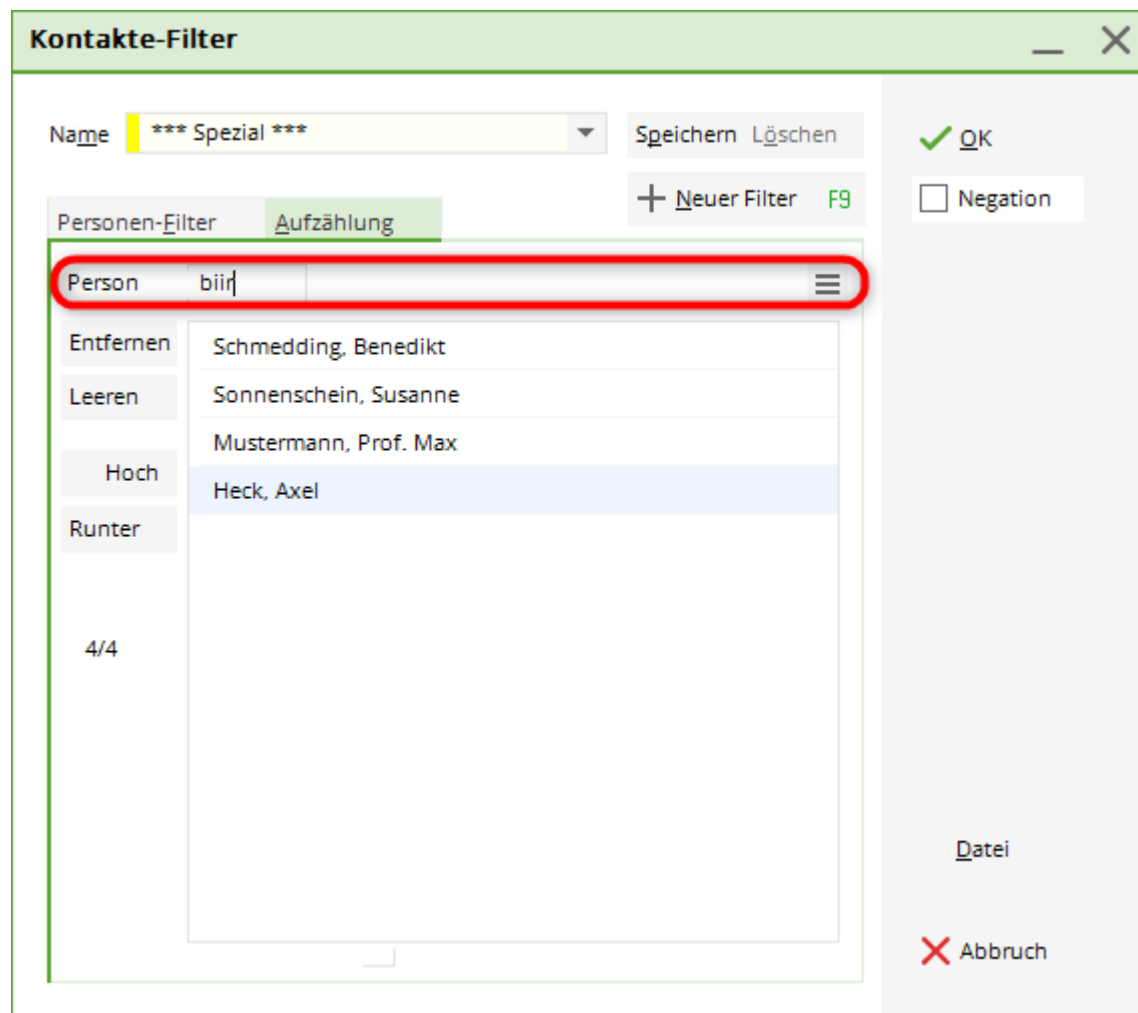 Kontakte-Filter
Name *** Spezial *** Speichern Löschen OK
Neuer Filter F9 Negation
Personen-Filter Aufzählung
Person biir
Entfernen Schmedding, Benedikt
Leeren Sonnenschein, Susanne
Mustermann, Prof. Max
Hoch Heck, Axel
Runter
4/4
Datei
Abbruch